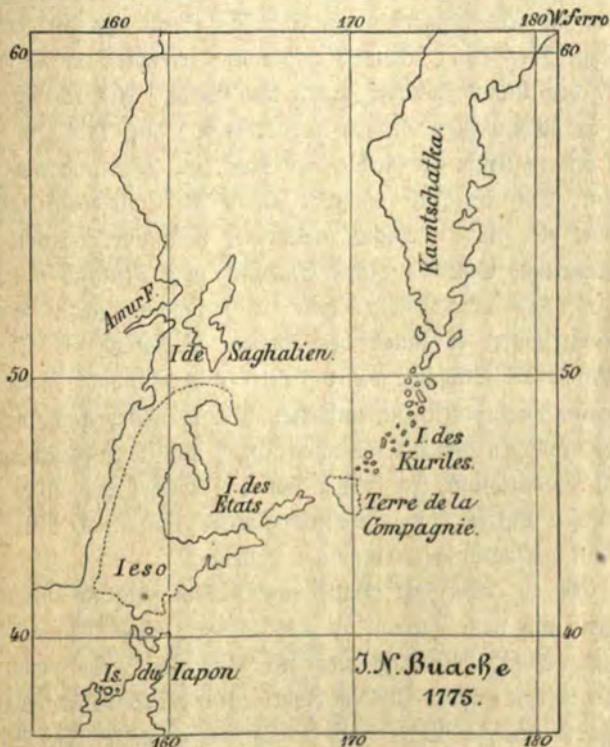 160 170 180 W. Ferro
60 60
Kamtschatka.
Amur F.
I de Saghalien.
50 50
I. des
Kuriles.
I. des
Etats
Terre de la
Compagnie.
Ieso
40 40
Is. du Iapon
J. N. Buache
1775.
160 170 180